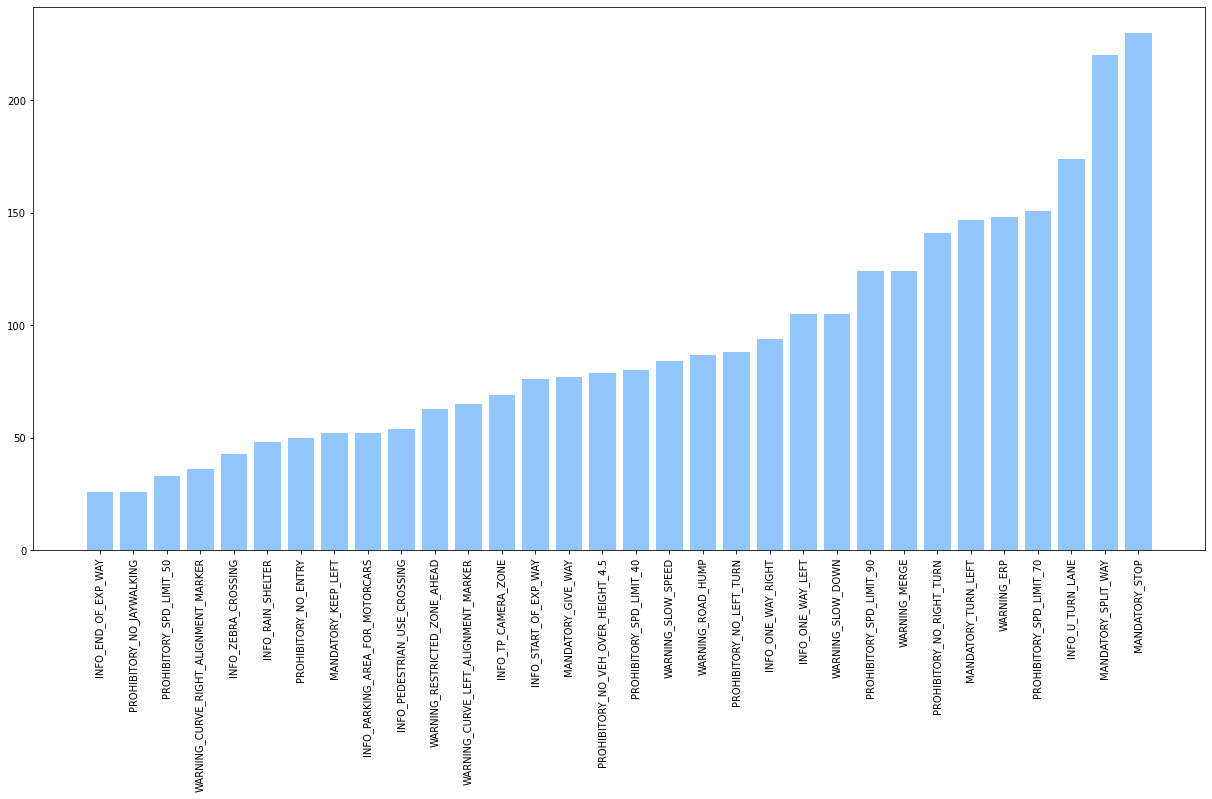 200
150
100
50
0
INFO_END_OF_EXP_WAY
PROHIBITORY_NO_JAYWALKING
PROHIBITORY_SPD_LIMIT_50
WARNING_CURVE_RIGHT_ALIGNMENT_MARKER
INFO_ZEBRA_CROSSING
INFO_RAIN_SHELTER
PROHIBITORY_NO_ENTRY
MANDATORY_KEEP_LEFT
INFO_PARKING_AREA_FOR_MOTORCARS
INFO_PEDESTRIAN_USE_CROSSING
WARNING_RESTRICTED_ZONE_AHEAD
WARNING_CURVE_LEFT_ALIGNMENT_MARKER
INFO_TP_CAMERA_ZONE
INFO_START_OF_EXP_WAY
MANDATORY_GIVE_WAY
PROHIBITORY_NO_VEH_OVER_HEIGHT_4.5
PROHIBITORY_SPD_LIMIT_40
WARNING_SLOW_SPEED
WARNING_ROAD_HUMP
PROHIBITORY_NO_LEFT_TURN
INFO_ONE_WAY_RIGHT
INFO_ONE_WAY_LEFT
WARNING_SLOW_DOWN
PROHIBITORY_SPD_LIMIT_90
WARNING_MERGE
PROHIBITORY_NO_RIGHT_TURN
MANDATORY_TURN_LEFT
WARNING_ERP
PROHIBITORY_SPD_LIMIT_70
INFO_U_TURN_LANE
MANDATORY_SPLIT_WAY
MANDATORY_STOP